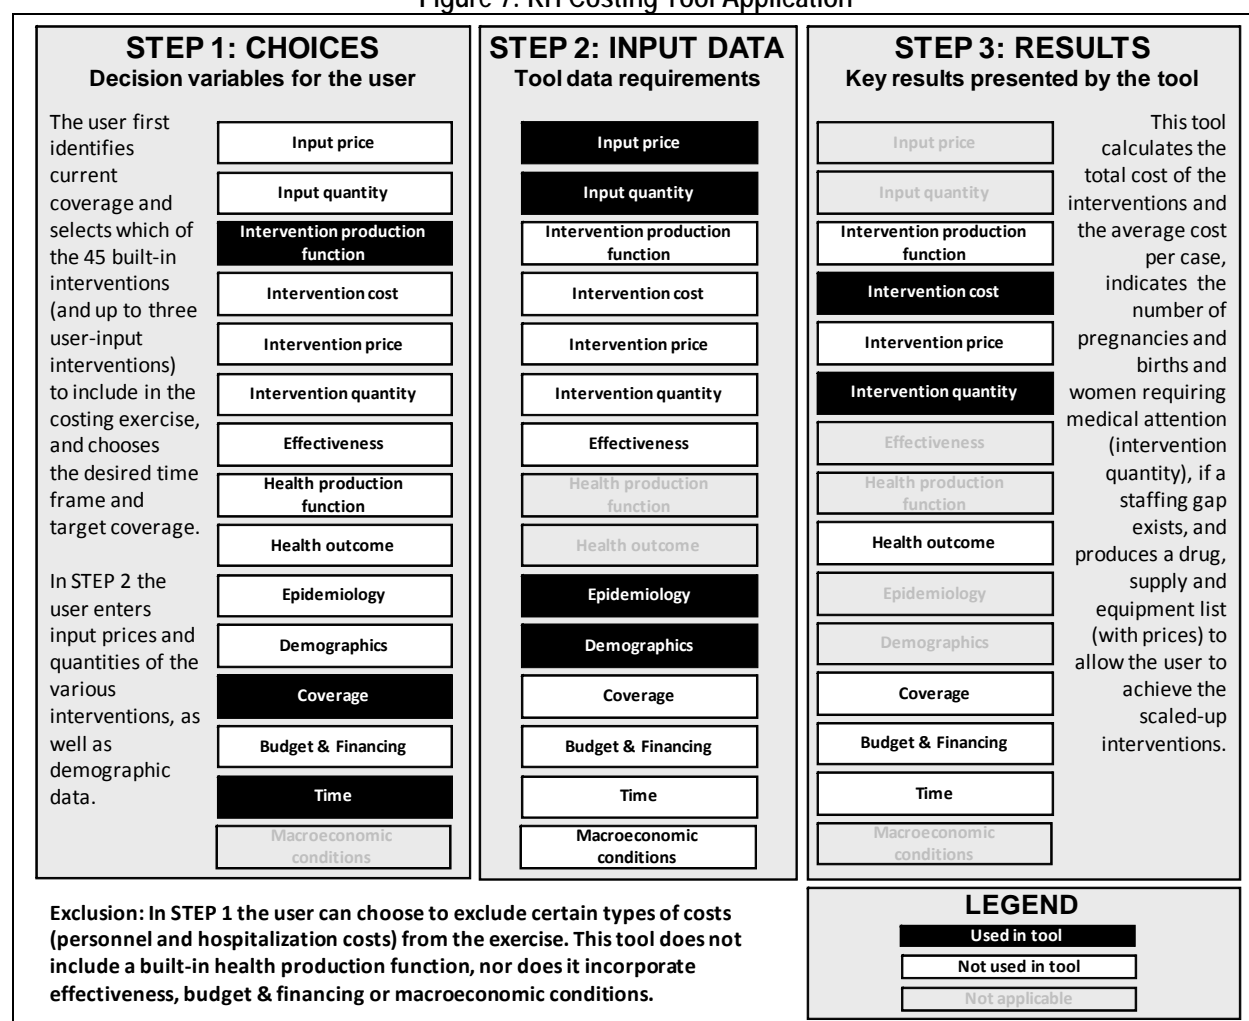 Figure 7: RH Costing Tool Application
STEP 1: CHOICES
Decision variables for the user
The user first
identifies
current
coverage and
selects which of
the 45 built-in
interventions
(and up to three
user-input
interventions)
to include in the
costing exercise,
and chooses
the desired time
frame and
target coverage.
In STEP 2 the
user enters
input prices and
quantities of the
various
interventions, as
well as
demographic
data.
Input price
Input quantity
Intervention production
function
Intervention cost
Intervention price
Intervention quantity
Effectiveness
Health production
function
Health outcome
Epidemiology
Demographics
Coverage
Budget & Financing
Time
Macroeconomic
conditions
STEP 2: INPUT DATA
Tool data requirements
Input price
Input quantity
Intervention production
function
Intervention cost
Intervention price
Intervention quantity
Effectiveness
Health production
function
Health outcome
Epidemiology
Demographics
Coverage
Budget & Financing
Time
Macroeconomic
conditions
STEP 3: RESULTS
Key results presented by the tool
Input price
Input quantity
Intervention production
function
Intervention cost
Intervention price
Intervention quantity
Effectiveness
Health production
function
Health outcome
Epidemiology
Demographics
Coverage
Budget & Financing
Time
Macroeconomic
conditions
This tool
calculates the
total cost of the
interventions and
the average cost
per case,
indicates the
number of
pregnancies and
births and
women requiring
medical attention
(intervention
quantity), if a
staffing gap
exists, and
produces a drug,
supply and
equipment list
(with prices) to
allow the user to
achieve the
scaled-up
interventions.
Exclusion: In STEP 1 the user can choose to exclude certain types of costs
(personnel and hospitalization costs) from the exercise. This tool does not
include a built-in health production function, nor does it incorporate
effectiveness, budget & financing or macroeconomic conditions.
LEGEND
Used in tool
Not used in tool
Not applicable